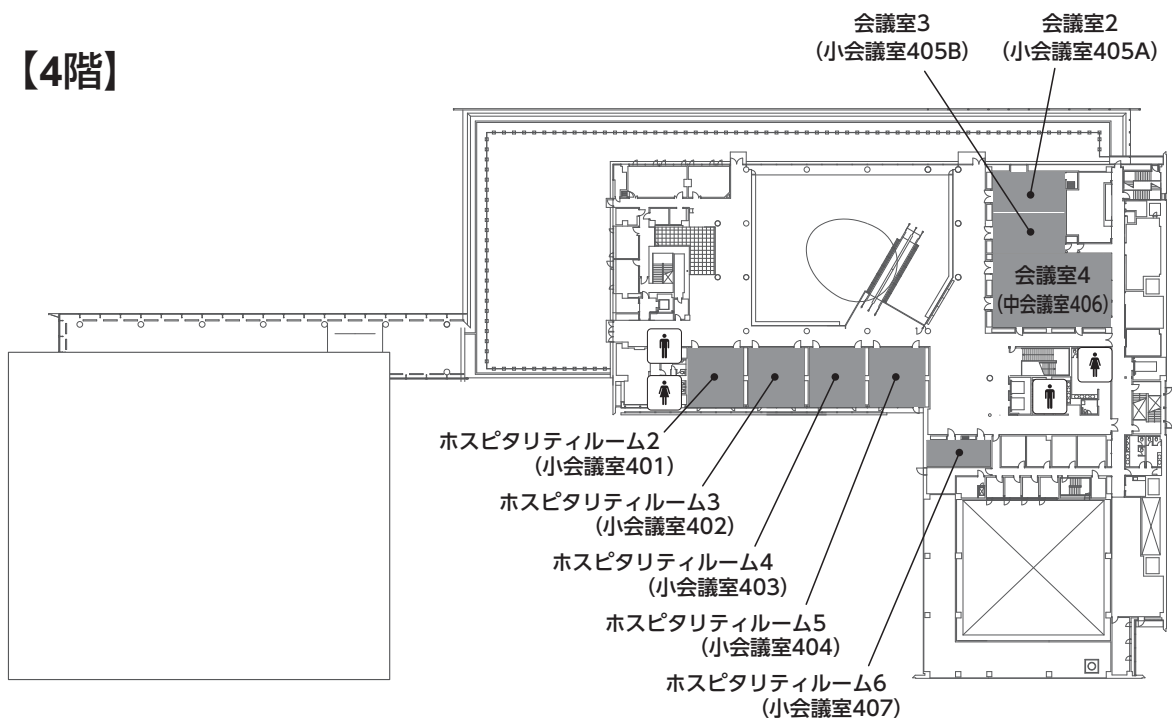 【4階】
会議室3
(小会議室405B)
会議室2
(小会議室405A)
会議室4
(中会議室406)
ホスピタリティルーム2
(小会議室401)
ホスピタリティルーム3
(小会議室402)
ホスピタリティルーム4
(小会議室403)
ホスピタリティルーム5
(小会議室404)
ホスピタリティルーム6
(小会議室407)